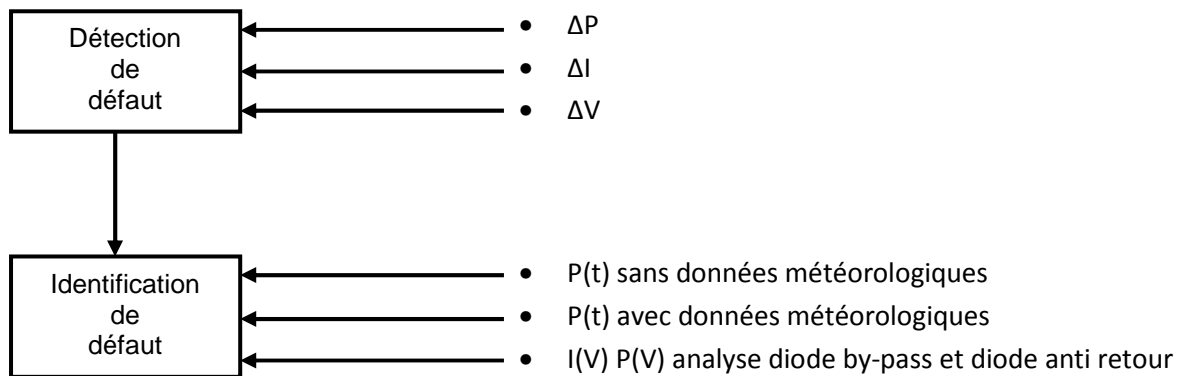 Détection
de
défaut
• ΔP
• ΔI
• ΔV
Identification
de
défaut
• P(t) sans données météorologiques
• P(t) avec données météorologiques
• I(V) P(V) analyse diode by-pass et diode anti retour